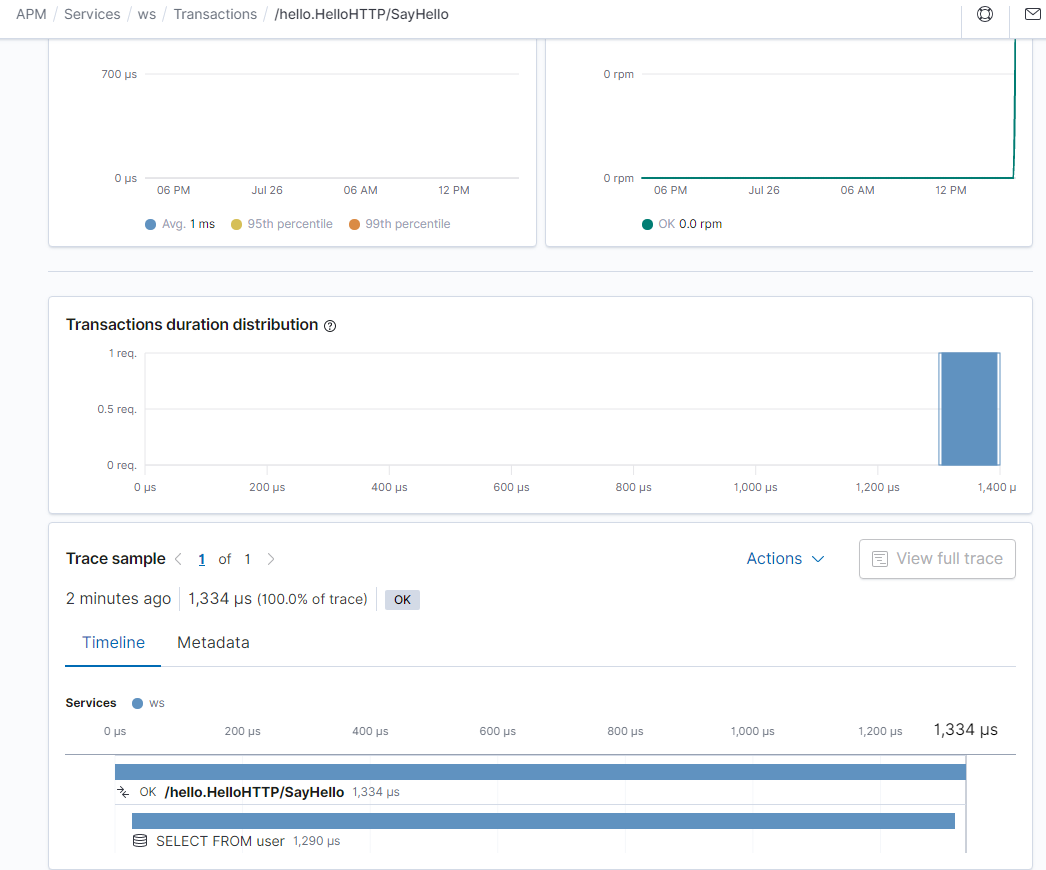 APM / Services / ws / Transactions / /hello.HelloHTTP/SayHello
700 μs
0 μs
06 PM Jul 26 06 AM 12 PM
Avg. 1 ms 95th percentile 99th percentile
0 rpm
0 rpm
06 PM Jul 26 06 AM 12 PM
OK 0.0 rpm
Transactions duration distribution
1 req.
0.5 req.
0 req.
0 μs 200 μs 400 μs 600 μs 800 μs 1,000 μs 1,200 μs 1,400 μ
Trace sample < 1 of 1 > Actions View full trace
2 minutes ago 1,334 μs (100.0% of trace) OK
Timeline Metadata
Services ws
0 μs 200 μs 400 μs 600 μs 800 μs 1,000 μs 1,200 μs 1,334 μs
OK /hello.HelloHTTP/SayHello 1,334 μs
SELECT FROM user 1,290 μs